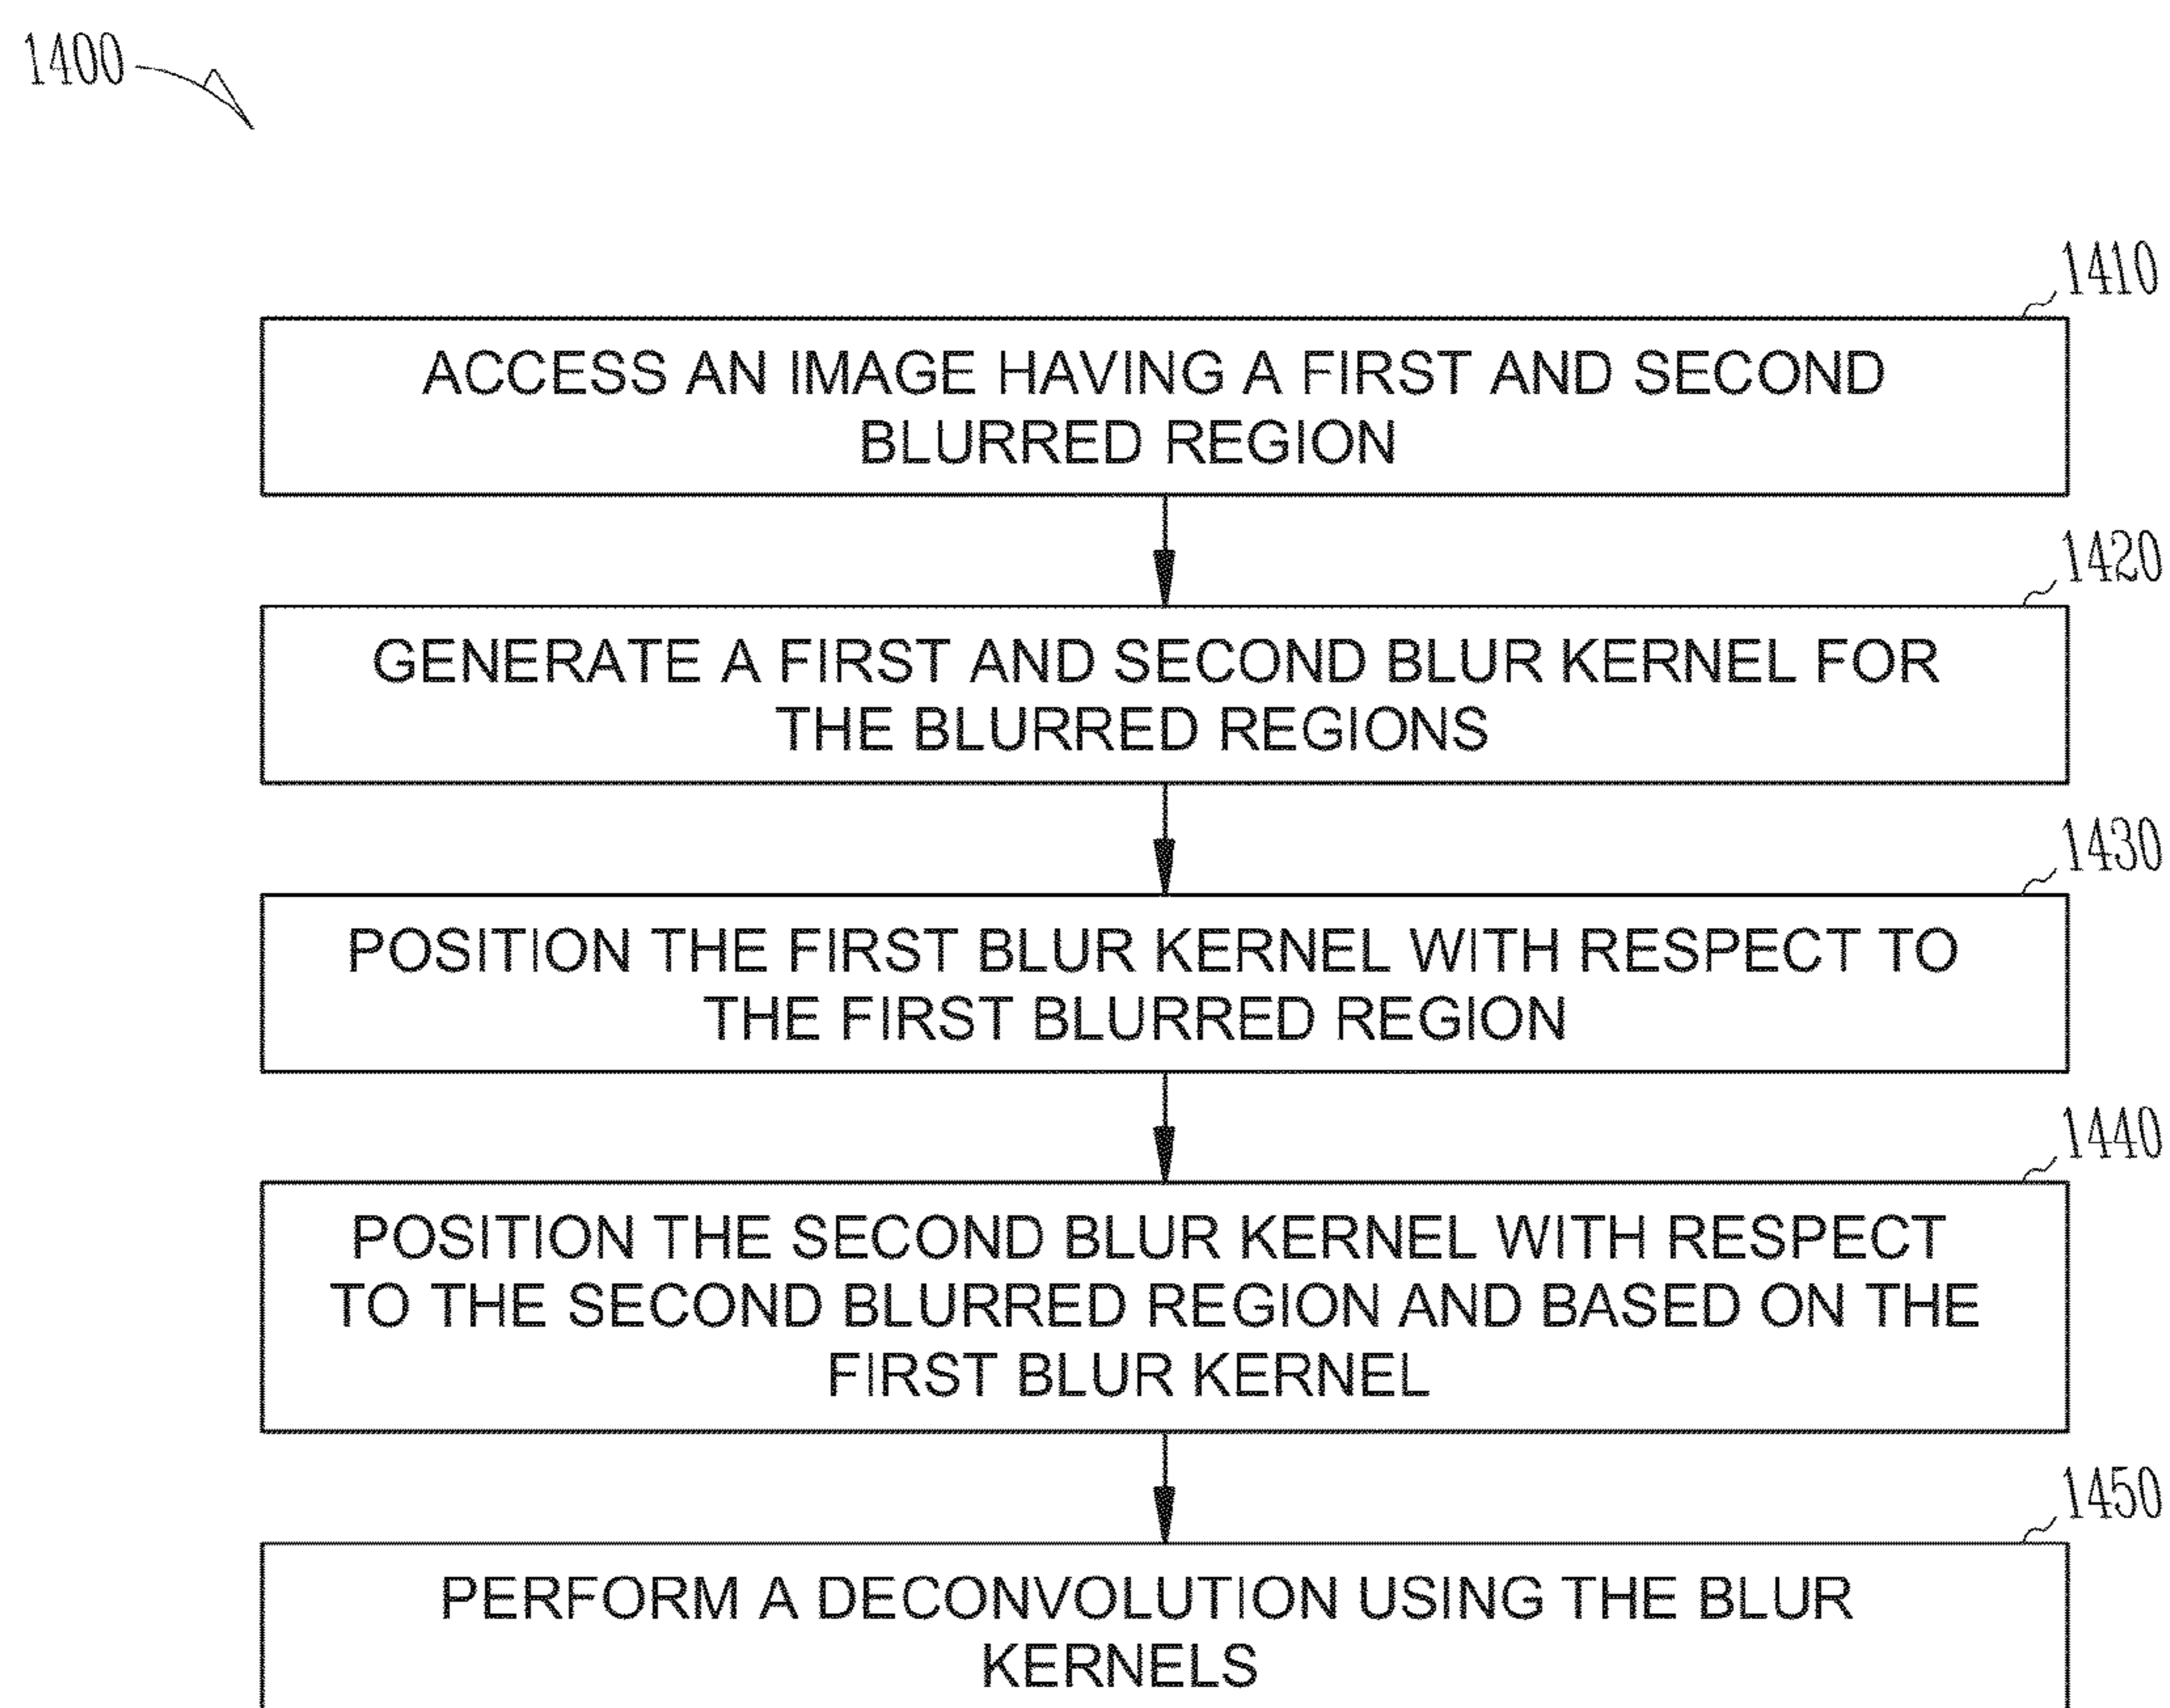 1400
1410
ACCESS AN IMAGE HAVING A FIRST AND SECOND
BLURRED REGION
1420
GENERATE A FIRST AND SECOND BLUR KERNEL FOR
THE BLURRED REGIONS
1430
POSITION THE FIRST BLUR KERNEL WITH RESPECT TO
THE FIRST BLURRED REGION
1440
POSITION THE SECOND BLUR KERNEL WITH RESPECT
TO THE SECOND BLURRED REGION AND BASED ON THE
FIRST BLUR KERNEL
1450
PERFORM A DECONVOLUTION USING THE BLUR
KERNELS